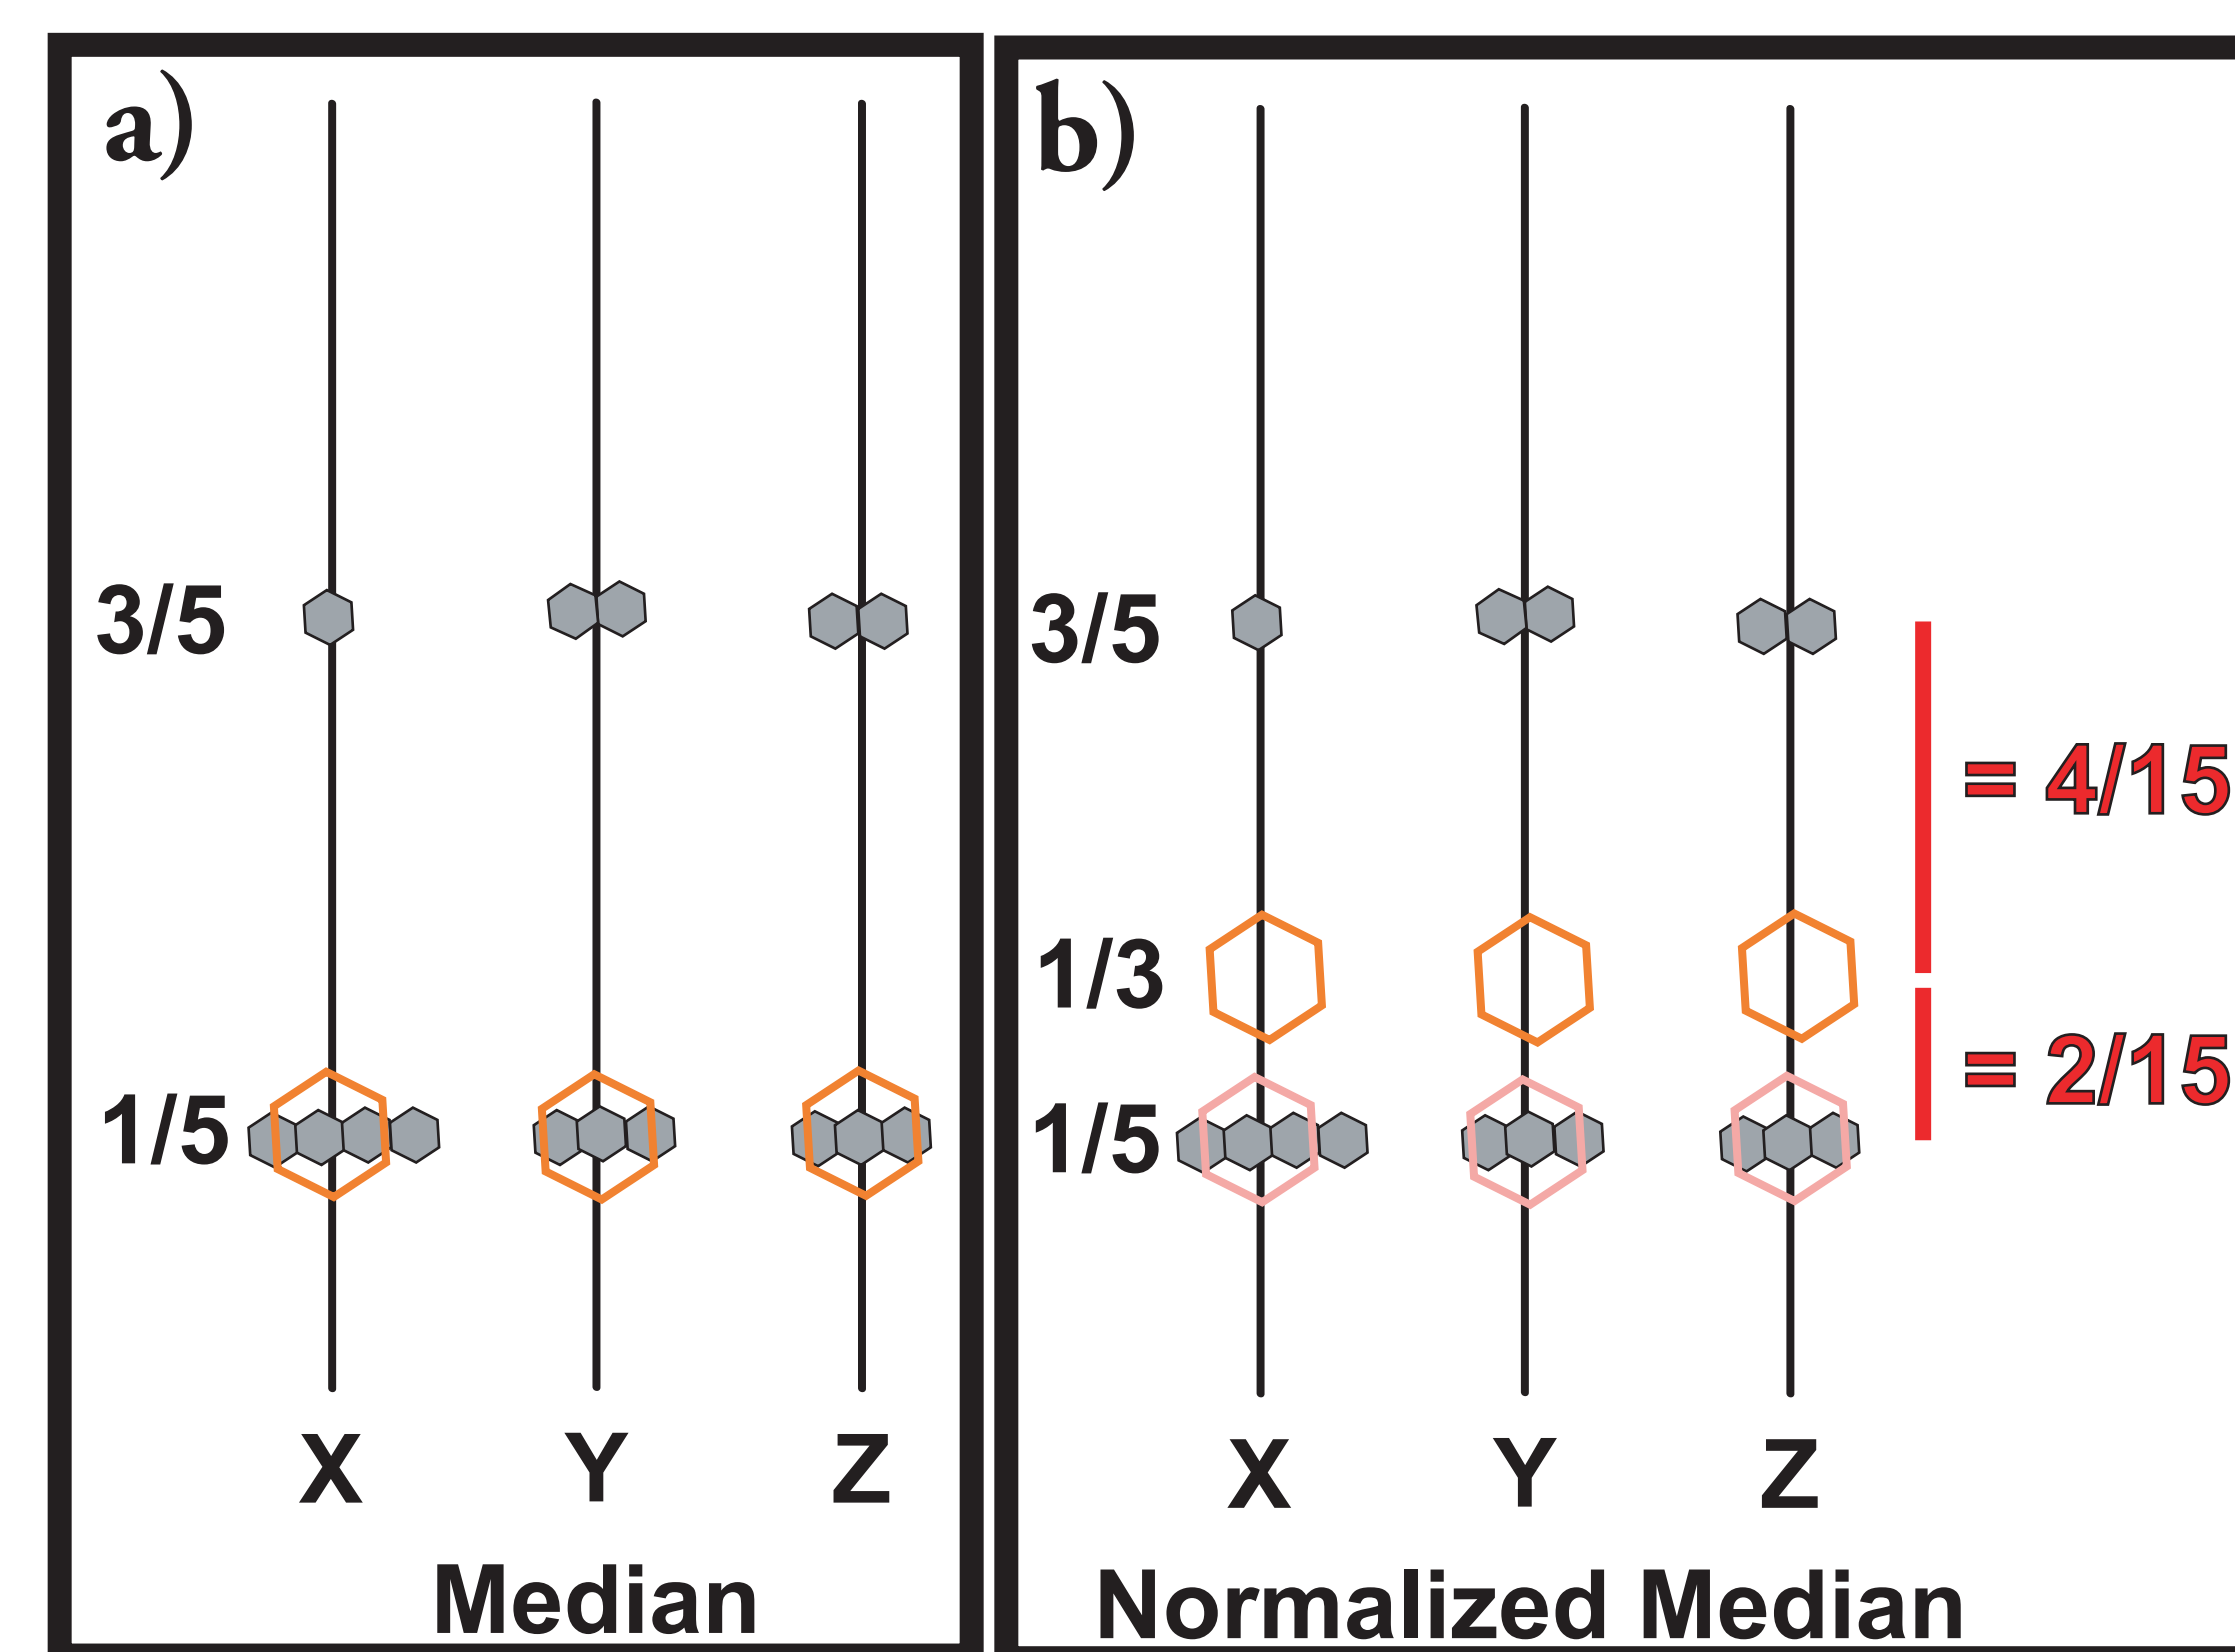 a)
3/5
1/5
X Y Z
Median
b)
3/5
= 4/15
1/3
= 2/15
1/5
X Y Z
Normalized Median